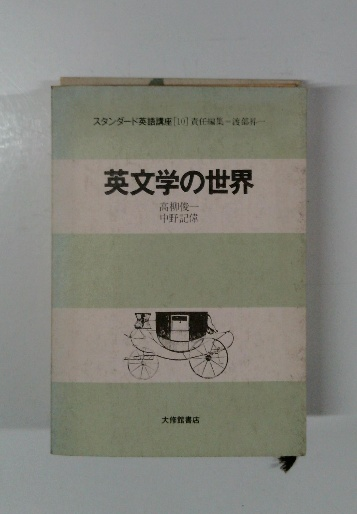 スタンダード英語講座[10]責任編集=渡部昇一
英文学の世界
高柳俊一
中野記偉
大修館書店